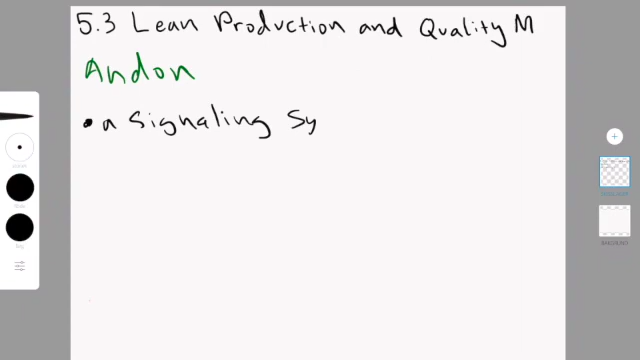 5.3 Lean Production and Quality M
Andon
• a signaling Sy